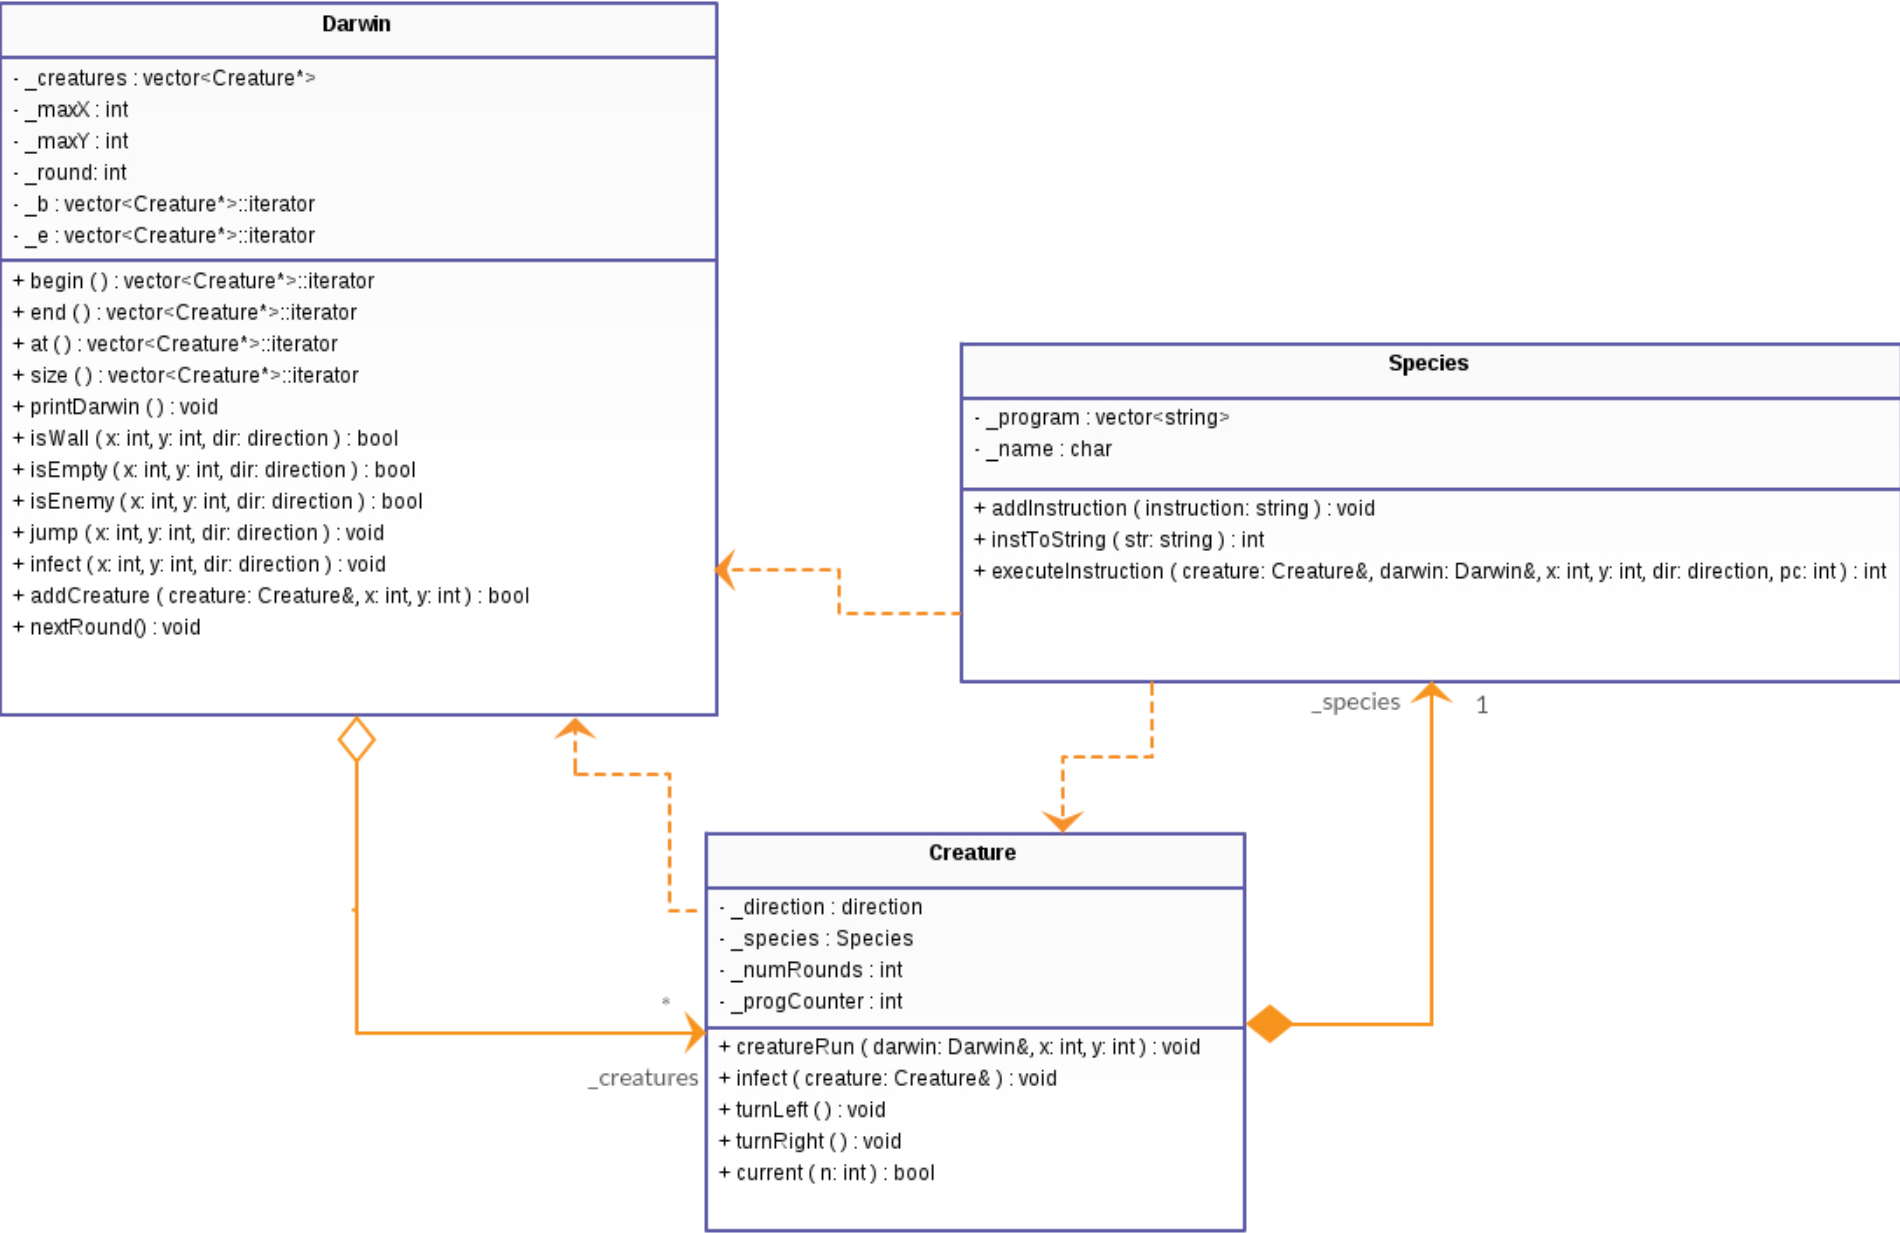 Darwin
- _creatures : vector<Creature*>
- _maxX : int
- _maxY : int
- _round: int
- _b : vector<Creature*>::iterator
- _e : vector<Creature*>::iterator
+ begin () : vector<Creature*>::iterator
+ end () : vector<Creature*>::iterator
+ at () : vector<Creature*>::iterator
+ size () : vector<Creature*>::iterator
+ printDarwin () : void
+ isWall ( x: int, y: int, dir: direction ) : bool
+ isEmpty ( x: int, y: int, dir: direction ) : bool
+ isEnemy ( x: int, y: int, dir: direction ) : bool
+ jump ( x: int, y: int, dir: direction ) : void
+ infect ( x: int, y: int, dir: direction ) : void
+ addCreature ( creature: Creature&, x: int, y: int ) : bool
+ nextRound() : void
Species
- _program : vector<string>
- _name : char
+ addInstruction ( instruction: string ) : void
+ instToString ( str: string ) : int
+ executeInstruction ( creature: Creature&, darwin: Darwin&, x: int, y: int, dir: direction, pc: int ) : int
_species
1
*
_creatures
Creature
- _direction : direction
- _species : Species
- _numRounds : int
- _progCounter : int
+ creatureRun ( darwin: Darwin&, x: int, y: int ) : void
+ infect ( creature: Creature& ) : void
+ turnLeft () : void
+ turnRight () : void
+ current ( n: int ) : bool